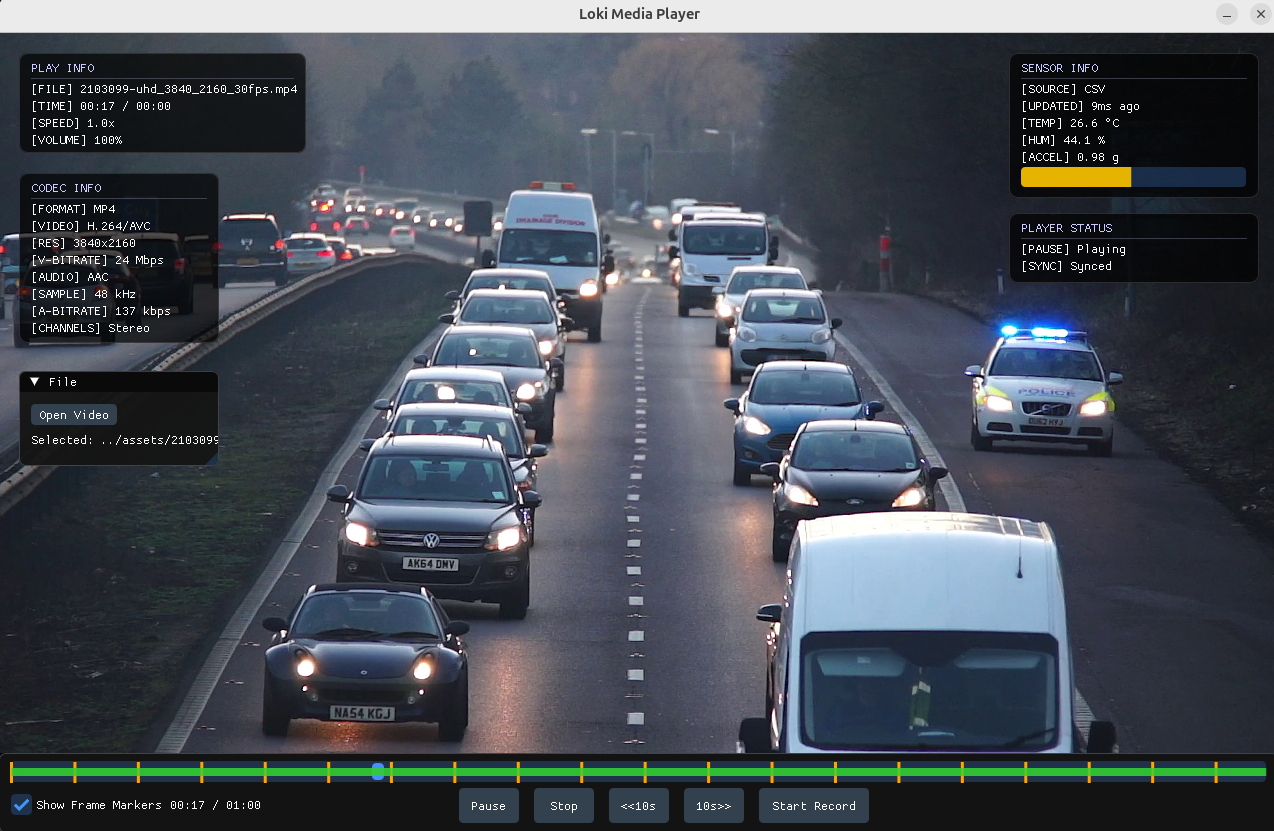 Loki Media Player
PLAY INFO
[FILE] 2103099-uhd_3840_2160_30fps.mp4
[TIME] 00:17 / 00:00
[SPEED] 1.0x
[VOLUME] 100%
CODEC INFO
[FORMAT] MP4
[VIDEO] H.264/AVC
[RES] 3840x2160
[V-BITRATE] 24 Mbps
[AUDIO] AAC
[SAMPLE] 48 kHz
[A-BITRATE] 137 kbps
[CHANNELS] Stereo
File
Open Video
Selected: ../assets/2103099
SENSOR INFO
[SOURCE] CSV
[UPDATED] 9ms ago
[TEMP] 26.6 °C
[HUM] 44.1 %
[ACCEL] 0.98 g
PLAYER STATUS
[PAUSE] Playing
[SYNC] Synced
DRAINAGE DIVISION
POLICE
AK64 DMV
NA54 KGJ
Show Frame Markers 00:17 / 01:00
Pause
Stop
<<10s
10s>>
Start Record